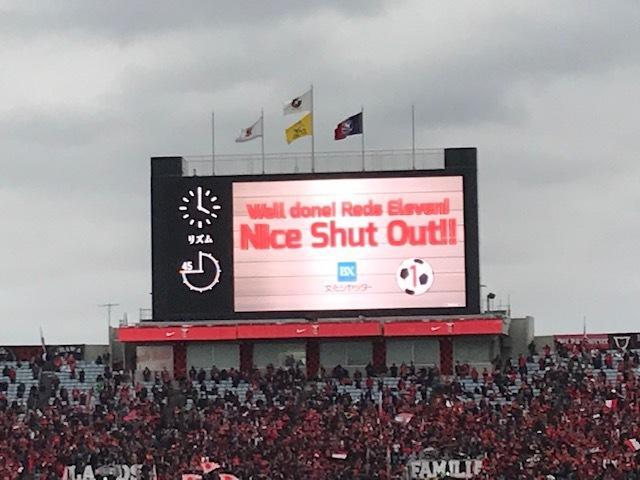 Well done! Reds Eleven!
Nice Shut Out!!
リズム
45
BX
文化シヤッター
1
FAMILIE